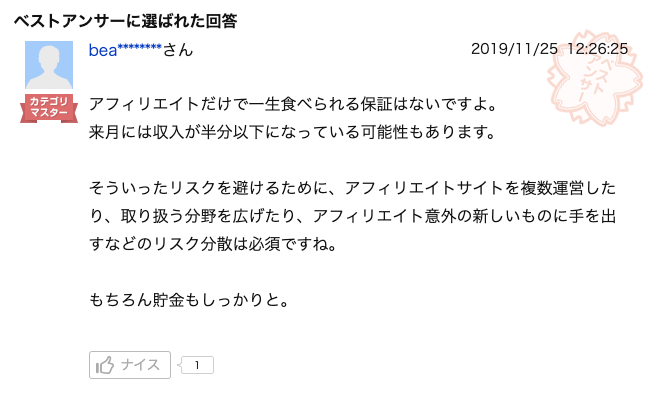 ベストアンサーに選ばれた回答
bea********さん
2019/11/25 12:26:25
ベスト
アンサー
カテゴリ
マスター
アフィリエイトだけで一生食べられる保証はないですよ。
来月には収入が半分以下になっている可能性もあります。
そういったリスクを避けるために、アフィリエイトサイトを複数運営した
り、取り扱う分野を広げたり、アフィリエイト意外の新しいものに手を出
すなどのリスク分散は必須ですね。
もちろん貯金もしっかりと。
ナイス
1